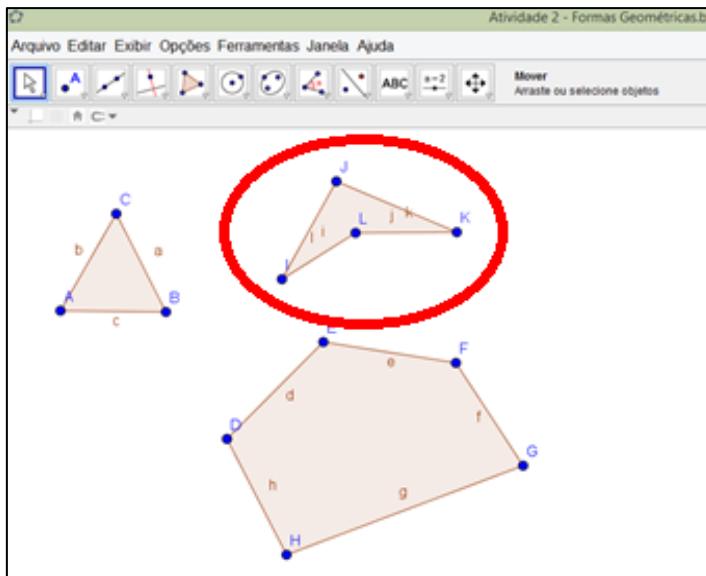 Atividade 2 - Formas Geométricas.b
Arquivo Editar Exibir Opções Ferramentas Janela Ajuda
A
ABC
a=2
Mover
Arraste ou selecione objetos
J
C
L
j
k
K
b
a
l
i
I
A
B
c
E
F
e
d
D
f
G
h
g
H